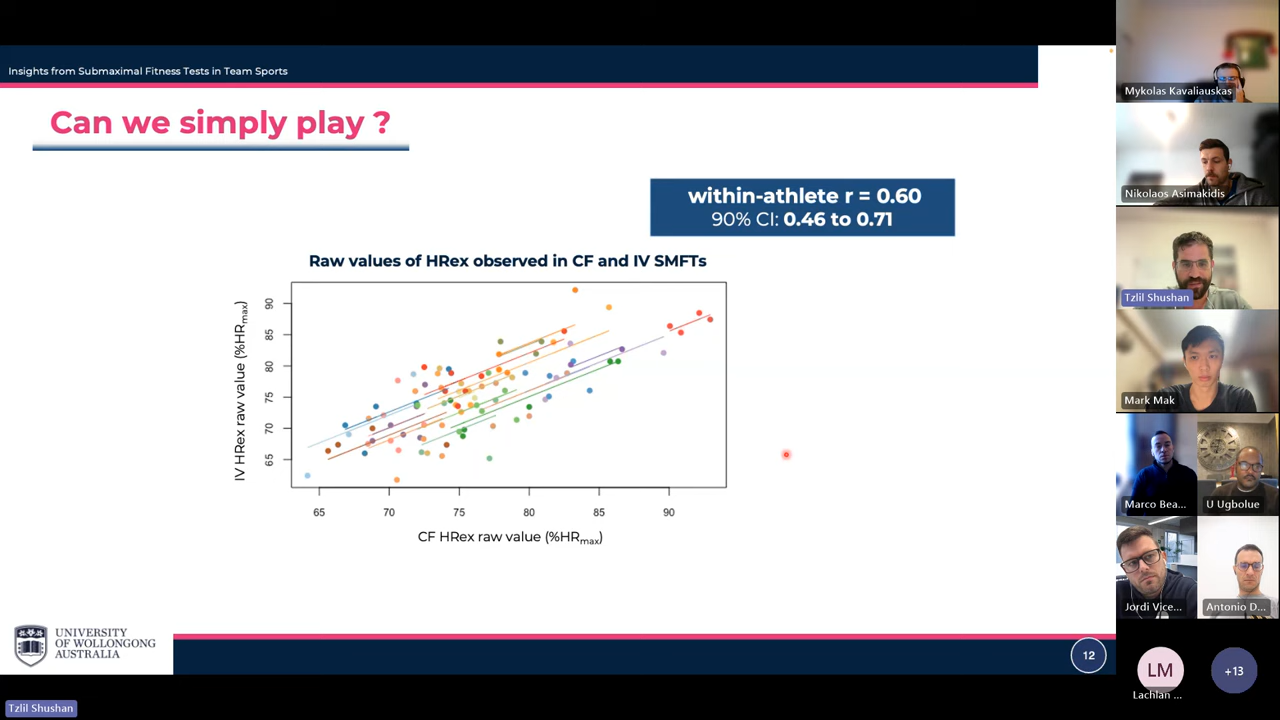 Insights from Submaximal Fitness Tests in Team Sports
Can we simply play ?
within-athlete r = 0.60
90% CI: 0.46 to 0.71
Raw values of HRex observed in CF and IV SMFTs
IV HRex raw value (%HRmax)
90
85
80
75
70
65
65
70
75
80
85
90
CF HRex raw value (%HRmax)
UNIVERSITY
OF WOLLONGONG
AUSTRALIA
12
Tzlil Shushan
Mykolas Kavaliauskas
Nikolaos Asimakidis
Tzlil Shushan
Mark Mak
Marco Bea...
U Ugbolue
Jordi Vice...
Antonio D...
LM
Lachlan ...
+13